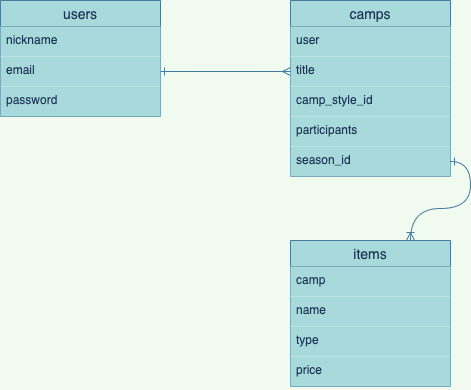 users
nickname
email
password
camps
user
title
camp_style_id
participants
season_id
items
camp
name
type
price